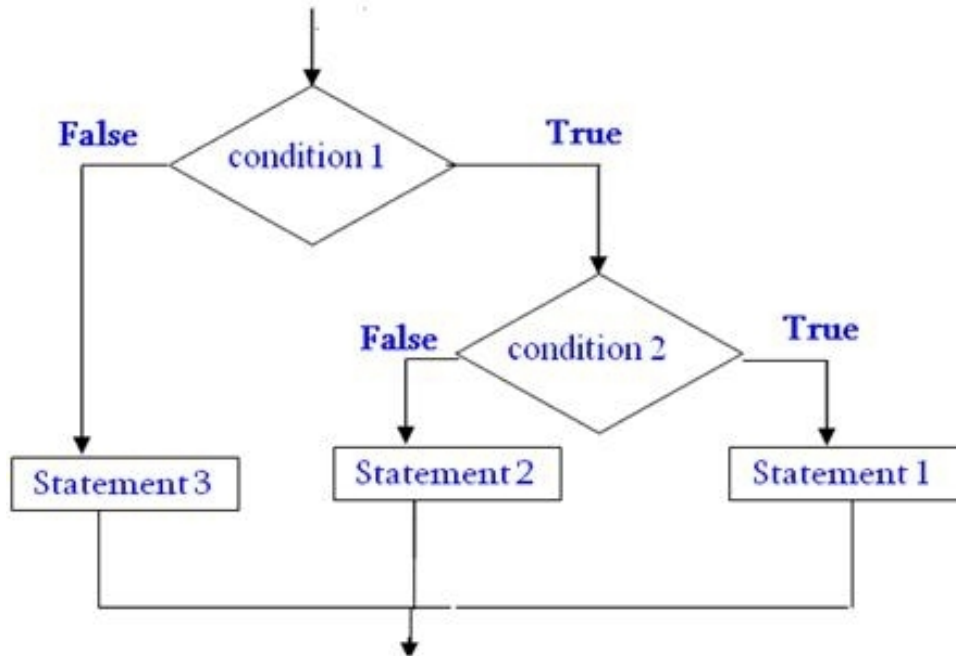 False
True
condition 1
False
True
condition 2
Statement 3
Statement 2
Statement 1